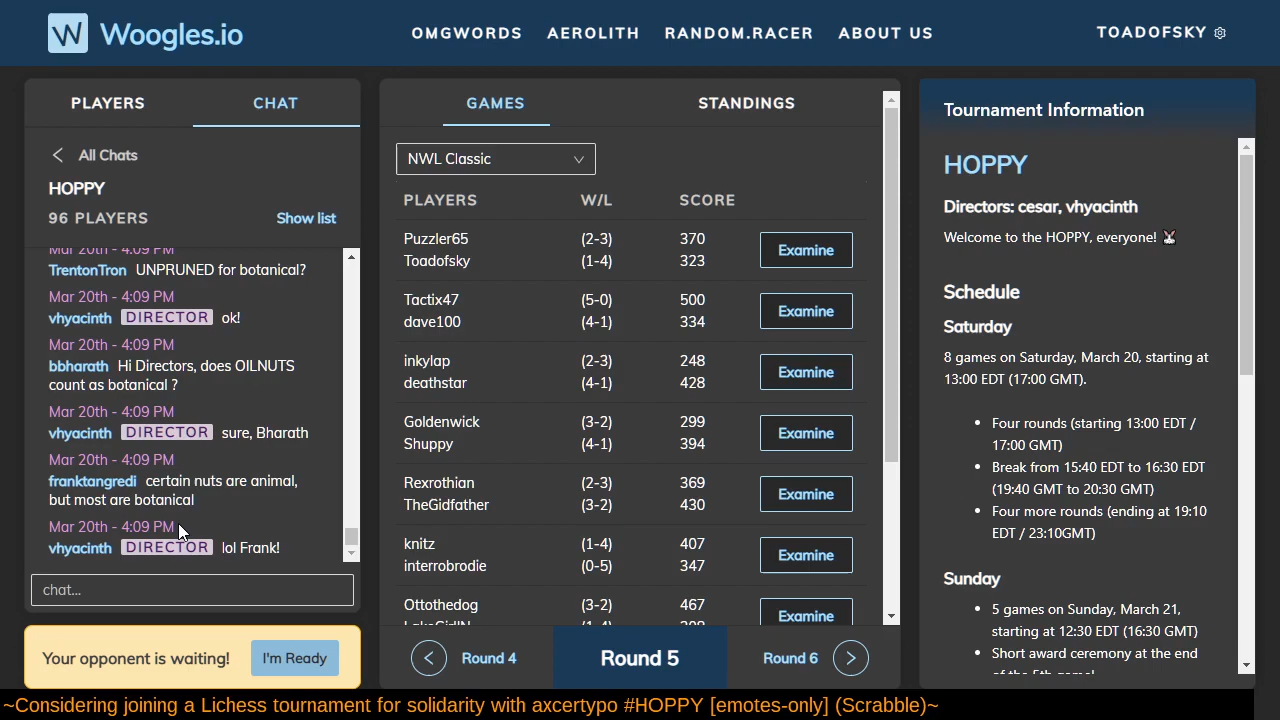 W Woogles.io
OMGWORDS AEROLITH RANDOM.RACER ABOUT US
TOADOFSKY
PLAYERS CHAT
All Chats
HOPPY
96 PLAYERS Show list
Mar 20th - 4:09 PM
TrentonTron UNPRUNED for botanical?
Mar 20th - 4:09 PM
vhyacinth DIRECTOR ok!
Mar 20th - 4:09 PM
bbharath Hi Directors, does OILNUTS
count as botanical ?
Mar 20th - 4:09 PM
vhyacinth DIRECTOR sure, Bharath
Mar 20th - 4:09 PM
franktangredi certain nuts are animal,
but most are botanical
Mar 20th - 4:09 PM
vhyacinth DIRECTOR lol Frank!
chat...
Your opponent is waiting! I'm Ready
GAMES STANDINGS
NWL Classic
PLAYERS W/L SCORE
Puzzler65 (2-3) 370
Toadofsky (1-4) 323
Examine
Tactix47 (5-0) 500
dave100 (4-1) 334
Examine
inkylap (2-3) 248
deathstar (4-1) 428
Examine
Goldenwick (3-2) 299
Shuppy (4-1) 394
Examine
Rexrothian (2-3) 369
TheGidfather (3-2) 430
Examine
knitz (1-4) 407
interrobrodie (0-5) 347
Examine
Ottothedog (3-2) 467
Examine
Round 4 Round 5 Round 6
Tournament Information
HOPPY
Directors: cesar, vhyacinth
Welcome to the HOPPY, everyone!
Schedule
Saturday
8 games on Saturday, March 20, starting at
13:00 EDT (17:00 GMT).
• Four rounds (starting 13:00 EDT /
17:00 GMT)
• Break from 15:40 EDT to 16:30 EDT
(19:40 GMT to 20:30 GMT)
• Four more rounds (ending at 19:10
EDT / 23:10GMT)
Sunday
• 5 games on Sunday, March 21,
starting at 12:30 EDT (16:30 GMT)
• Short award ceremony at the end
of the 5th game!
~Considering joining a Lichess tournament for solidarity with axcertypo #HOPPY [emotes-only] (Scrabble)~